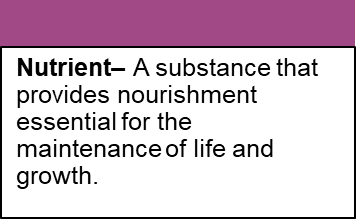 Nutrient– A substance that
provides nourishment
essential for the
maintenance of life and
growth.